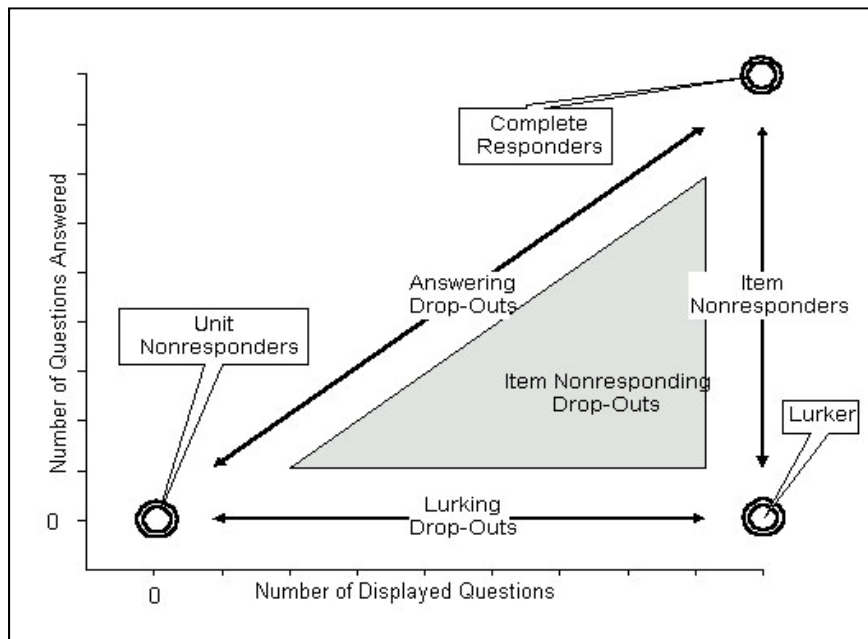 Complete
Responders
Number of Questions Answered
Answering
Drop-Outs
Item
Nonresponders
Unit
Nonresponders
Item Nonresponding
Drop-Outs
Lurker
0
Lurking
Drop-Outs
0
Number of Displayed Questions